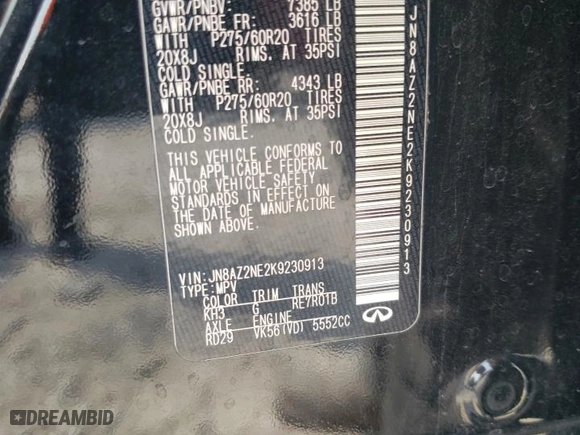 GVWR/PNBV: 7385 LB
GAWR/PNBE FR: 3616 LB
WITH P275/60R20 TIRES
20X8J RIMS, AT 35PSI
COLD SINGLE.
GAWR/PNBE RR: 4343 LB
WITH P275/60R20 TIRES
20X8J RIMS, AT 35PSI
COLD SINGLE.
THIS VEHICLE CONFORMS TO
ALL APPLICABLE FEDERAL
MOTOR VEHICLE SAFETY
STANDARDS IN EFFECT ON
THE DATE OF MANUFACTURE
SHOWN ABOVE.
VIN:JN8AZ2NE2K9230913
TYPE:MPV
COLOR TRIM TRANS
KH3 G RE7R01B
AXLE ENGINE
RD29 VK56(VD) 5552CC
INFINITI
JN8AZ2NE2K9230913
DREAMBID